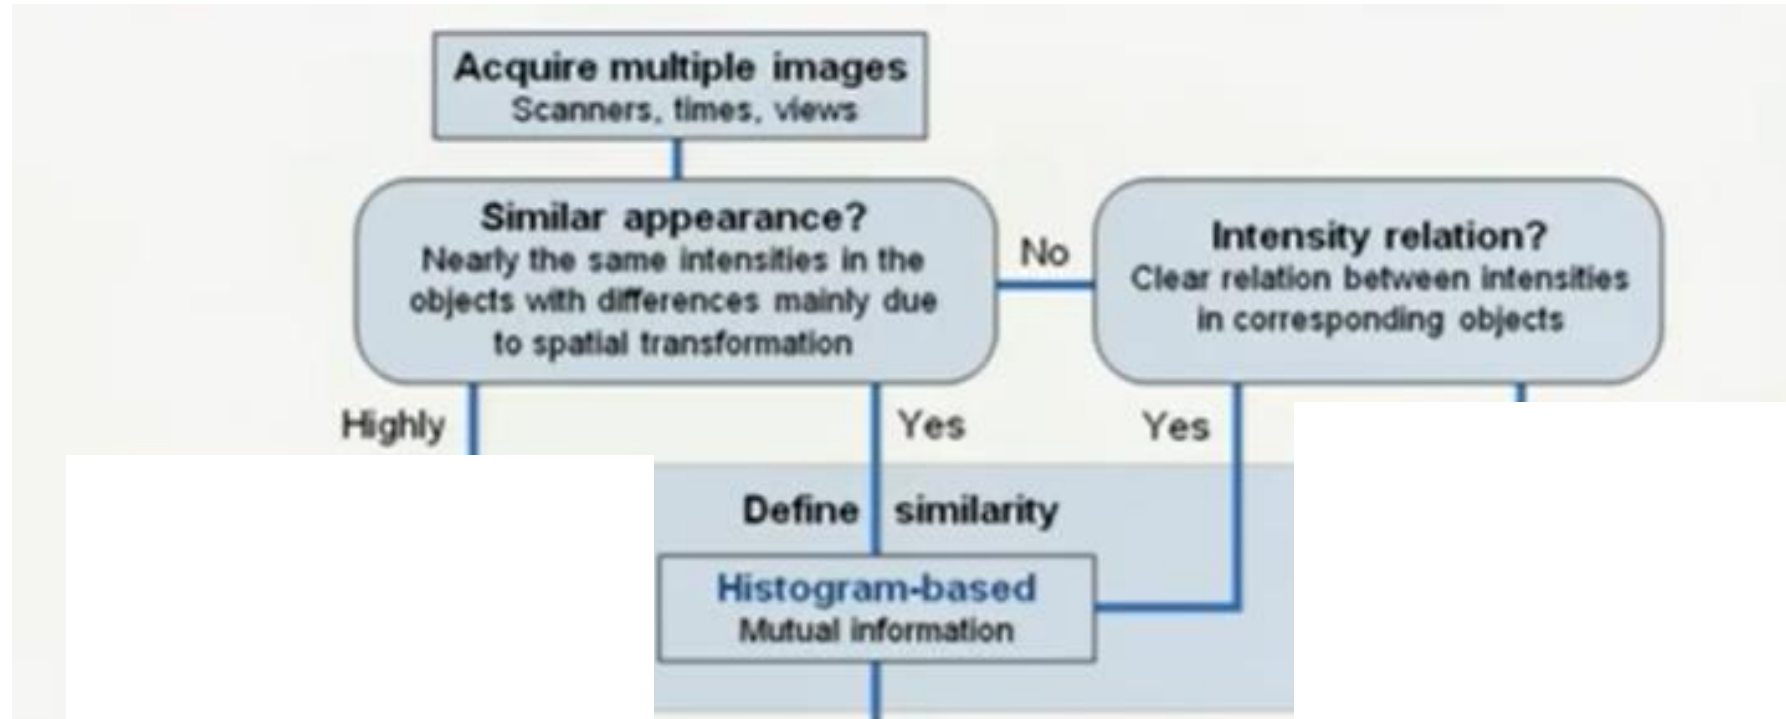 Acquire multiple images
Scanners, times, views
Similar appearance?
Nearly the same intensities in the
objects with differences mainly due
to spatial transformation
No
Intensity relation?
Clear relation between intensities
in corresponding objects
Highly
Yes
Yes
Define similarity
Histogram-based
Mutual information